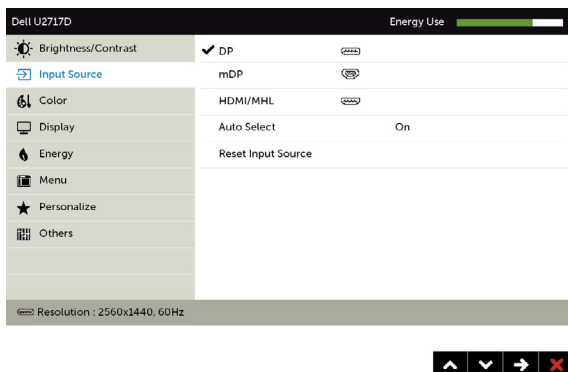 Dell U2717D
Energy Use
Brightness/Contrast
Input Source
Color
Display
Energy
Menu
Personalize
Others
DP
mDP
HDMI/MHL
Auto Select On
Reset Input Source
Resolution : 2560x1440, 60Hz